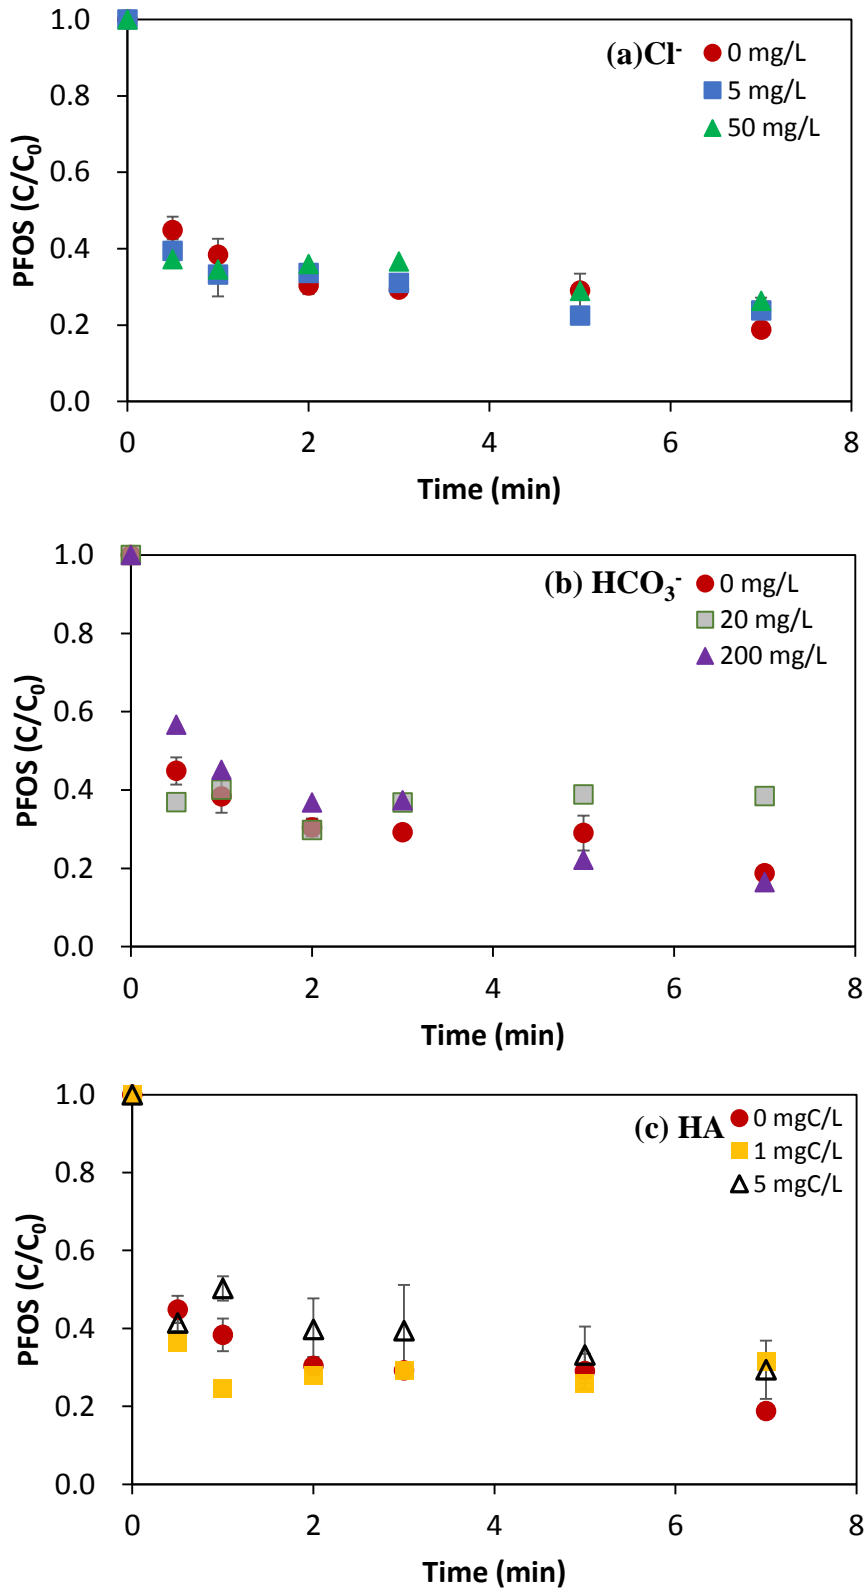 1.0
0.8
0.6
0.4
0.2
0.0
PFOS (C/C₀)
(a)Cl⁻
0 mg/L
5 mg/L
50 mg/L
0 2 4 6 8
Time (min)
1.0
0.8
0.6
0.4
0.2
0.0
PFOS (C/C₀)
(b) HCO₃⁻
0 mg/L
20 mg/L
200 mg/L
0 2 4 6 8
Time (min)
1.0
0.8
0.6
0.4
0.2
0.0
PFOS (C/C₀)
(c) HA
0 mgC/L
1 mgC/L
5 mgC/L
0 2 4 6 8
Time (min)